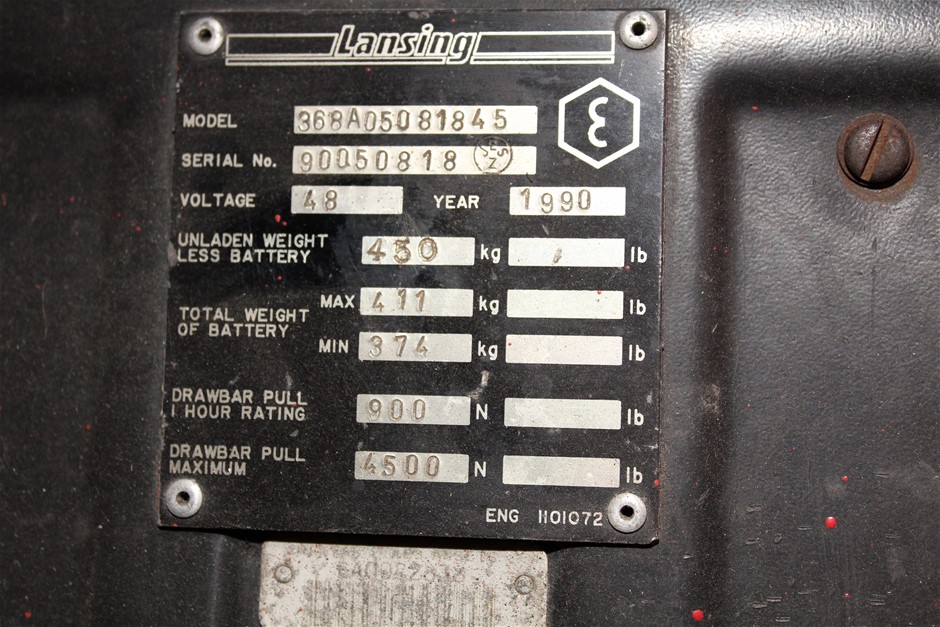 Lansing
MODEL 368A05081845
SERIAL No. 90050818 SESZ
VOLTAGE 48 YEAR 1990
UNLADEN WEIGHT
LESS BATTERY 450 kg lb
TOTAL WEIGHT
OF BATTERY
MAX 411 kg lb
MIN 374 kg lb
DRAWBAR PULL
1 HOUR RATING 900 N lb
DRAWBAR PULL
MAXIMUM 4500 N lb
ENG 1101072